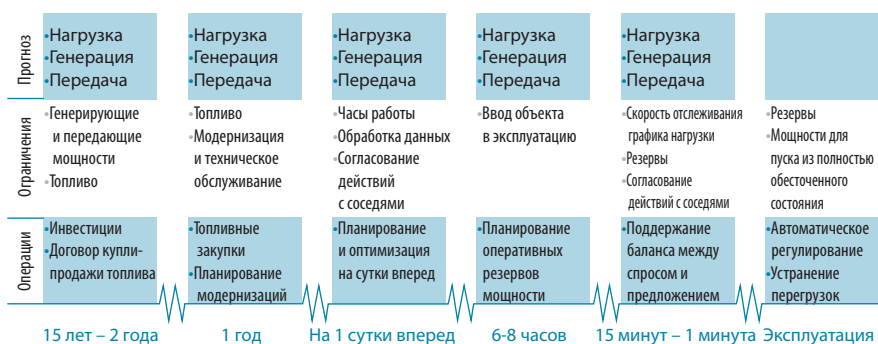 Прогноз
•Нагрузка
•Генерация
•Передача
•Нагрузка
•Генерация
•Передача
•Нагрузка
•Генерация
•Передача
•Нагрузка
•Генерация
•Передача
•Нагрузка
•Генерация
•Передача
Ограничения
•Генерирующие
и передающие
мощности
•Топливо
•Топливо
•Модернизация
и техническое
обслуживание
•Часы работы
•Обработка данных
•Согласование
действий
с соседями
•Ввод объекта
в эксплуатацию
•Скорость отслеживания
графика нагрузки
•Резервы
•Согласование
действий с соседями
•Резервы
•Мощности для
пуска из полностью
обесточенного
состояния
Операции
•Инвестиции
•Договор купли-
продажи топлива
•Топливные
закупки
•Планирование
модернизаций
•Планирование
и оптимизация
на сутки вперед
•Планирование
оперативных
резервов
мощности
•Поддержание
баланса между
спросом и
предложением
•Автоматическое
регулирование
•Устранение
перегрузок
15 лет – 2 года
1 год
На 1 сутки вперед
6-8 часов
15 минут – 1 минута
Эксплуатация